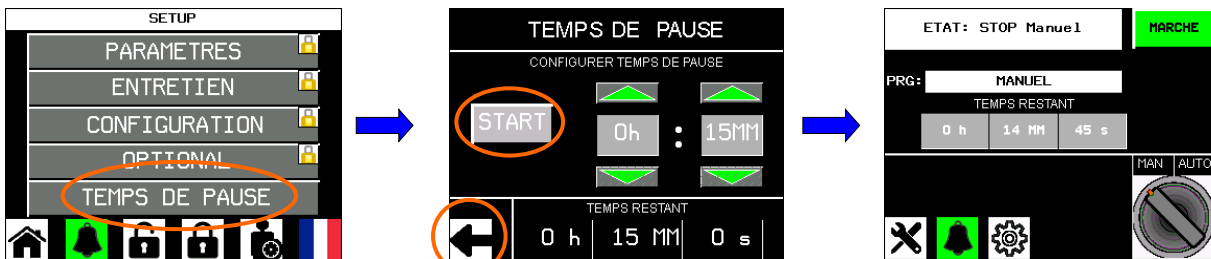 SETUP
PARAMETRES
ENTRETIEN
CONFIGURATION
OPTIONAL
TEMPS DE PAUSE
TEMPS DE PAUSE
CONFIGURER TEMPS DE PAUSE
START
0h : 15MM
TEMPS RESTANT
0 h 15 MM 0 s
ETAT: STOP Manuel
MARCHE
PRG: MANUEL
TEMPS RESTANT
0 h 14 MM 45 s
MAN AUTO